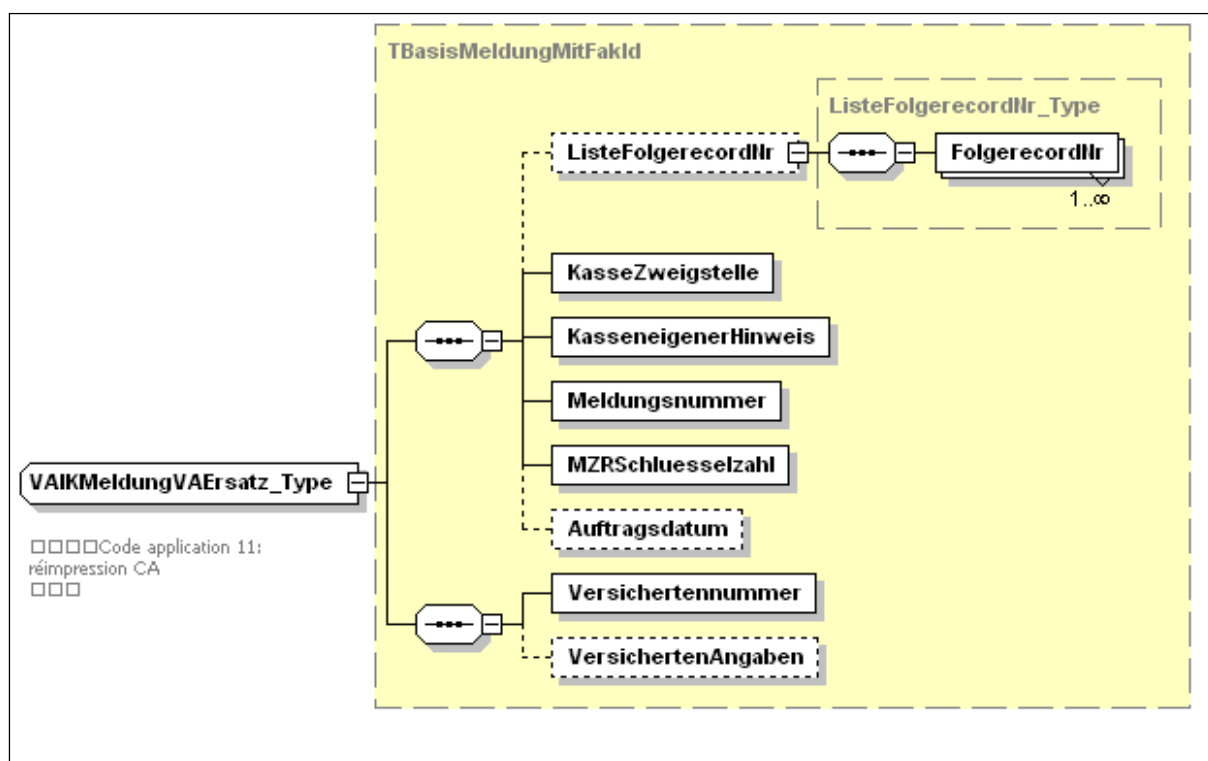 TBasisMeldungMitFakId
ListeFolgerecordNr_Type
ListeFolgerecordNr
FolgerecordNr
1..∞
KasseZweigstelle
KasseneigenerHinweis
Meldungsnummer
MZRSchluesselzahl
VAIKMeldungVAErsatz_Type
Auftragsdatum
□□□□Code application 11:
réimpression CA
□□□
Versichertennummer
VersichertenAngaben